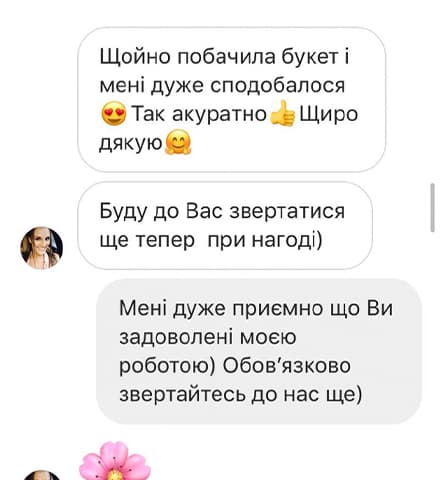 Щойно побачила букет і
мені дуже сподобалося
😍Так акуратно👍Щиро
дякую🤗
Буду до Вас звертатися
ще тепер при нагоді)
Мені дуже приємно що Ви
задоволені моєю
роботою) Обов’язково
звертайтесь до нас ще)